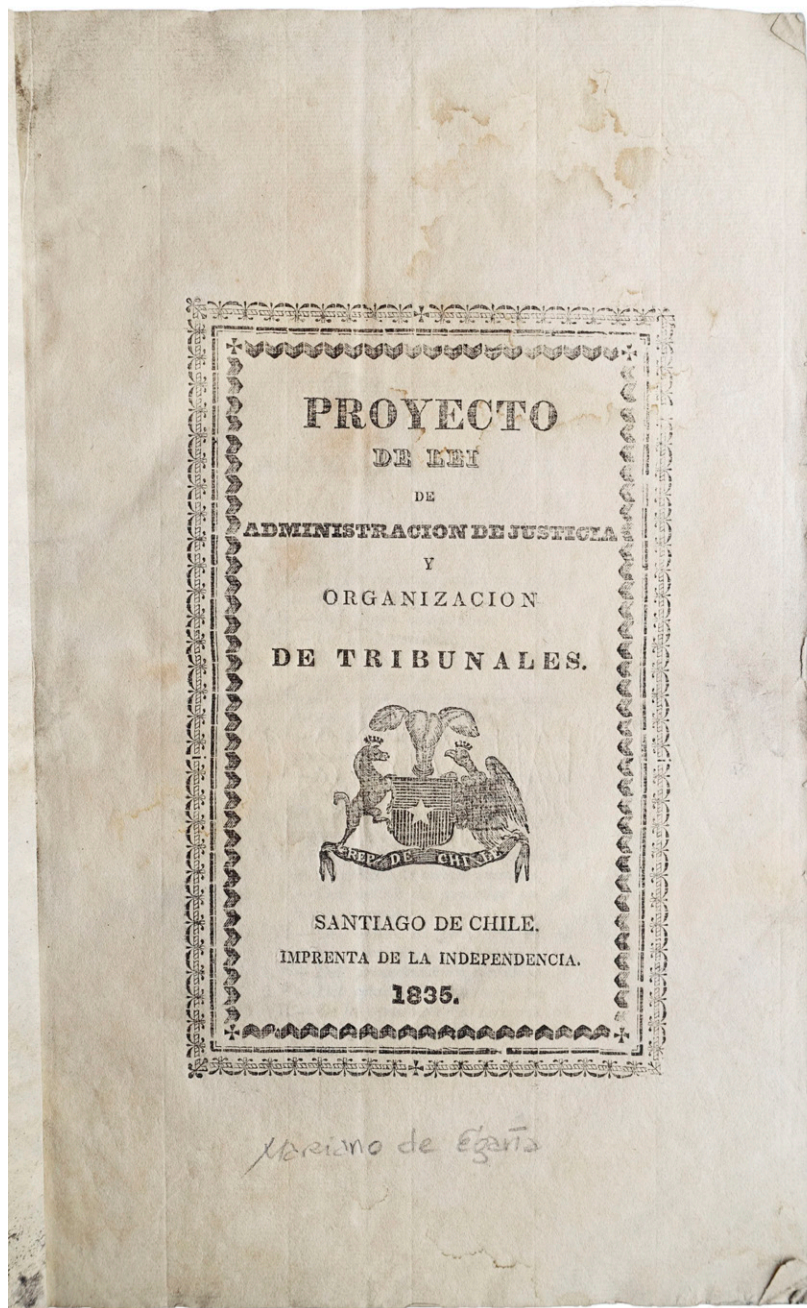 PROYECTO
DE LEI
DE
ADMINISTRACION DE JUSTICIA
Y
ORGANIZACION
DE TRIBUNALES.
REP. DE CHILE
SANTIAGO DE CHILE.
IMPRENTA DE LA INDEPENDENCIA.
1835.
Mariano de Egaña